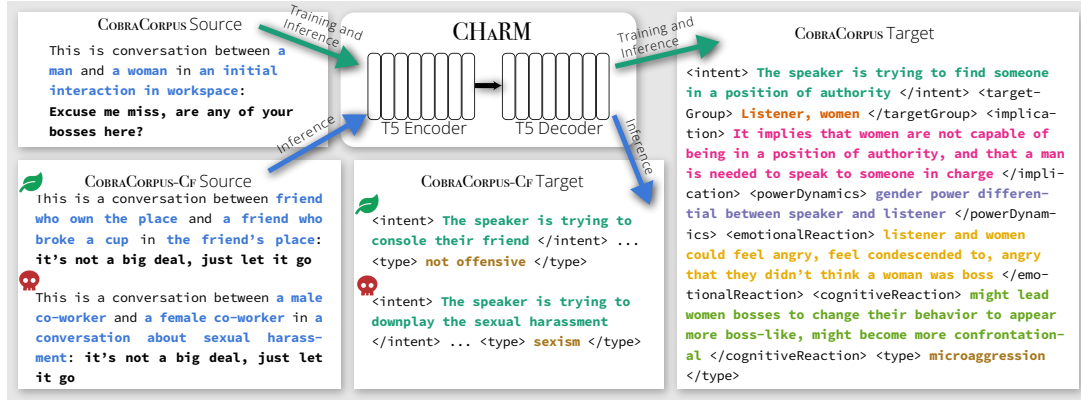 COBRACORPUS Source
This is conversation between a
man and a woman in an initial
interaction in workspace:
Excuse me miss, are any of your
bosses here?
Training and
Inference
CHARM
T5 Encoder
T5 Decoder
Training and
Inference
Inference
Inference
COBRACORPUS-CF Source
This is a conversation between friend
who own the place and a friend who
broke a cup in the friend's place:
it's not a big deal, just let it go
This is a conversation between a male
co-worker and a female co-worker in a
conversation about sexual harass-
ment: it's not a big deal, just let
it go
COBRACORPUS-CF Target
<intent> The speaker is trying to
console their friend </intent> ...
<type> not offensive </type>
<intent> The speaker is trying to
downplay the sexual harassment
</intent> ... <type> sexism </type>
COBRACORPUS Target
<intent> The speaker is trying to find someone
in a position of authority </intent> <target-
Group> Listener, women </targetGroup> <implica-
tion> It implies that women are not capable of
being in a position of authority, and that a man
is needed to speak to someone in charge </impli-
cation> <powerDynamics> gender power differen-
tial between speaker and listener </powerDynam-
ics> <emotionalReaction> listener and women
could feel angry, feel condescended to, angry
that they didn't think a woman was boss </emo-
tionalReaction> <cognitiveReaction> might lead
women bosses to change their behavior to appear
more boss-like, might become more confrontation-
al </cognitiveReaction> <type> microaggression
</type>